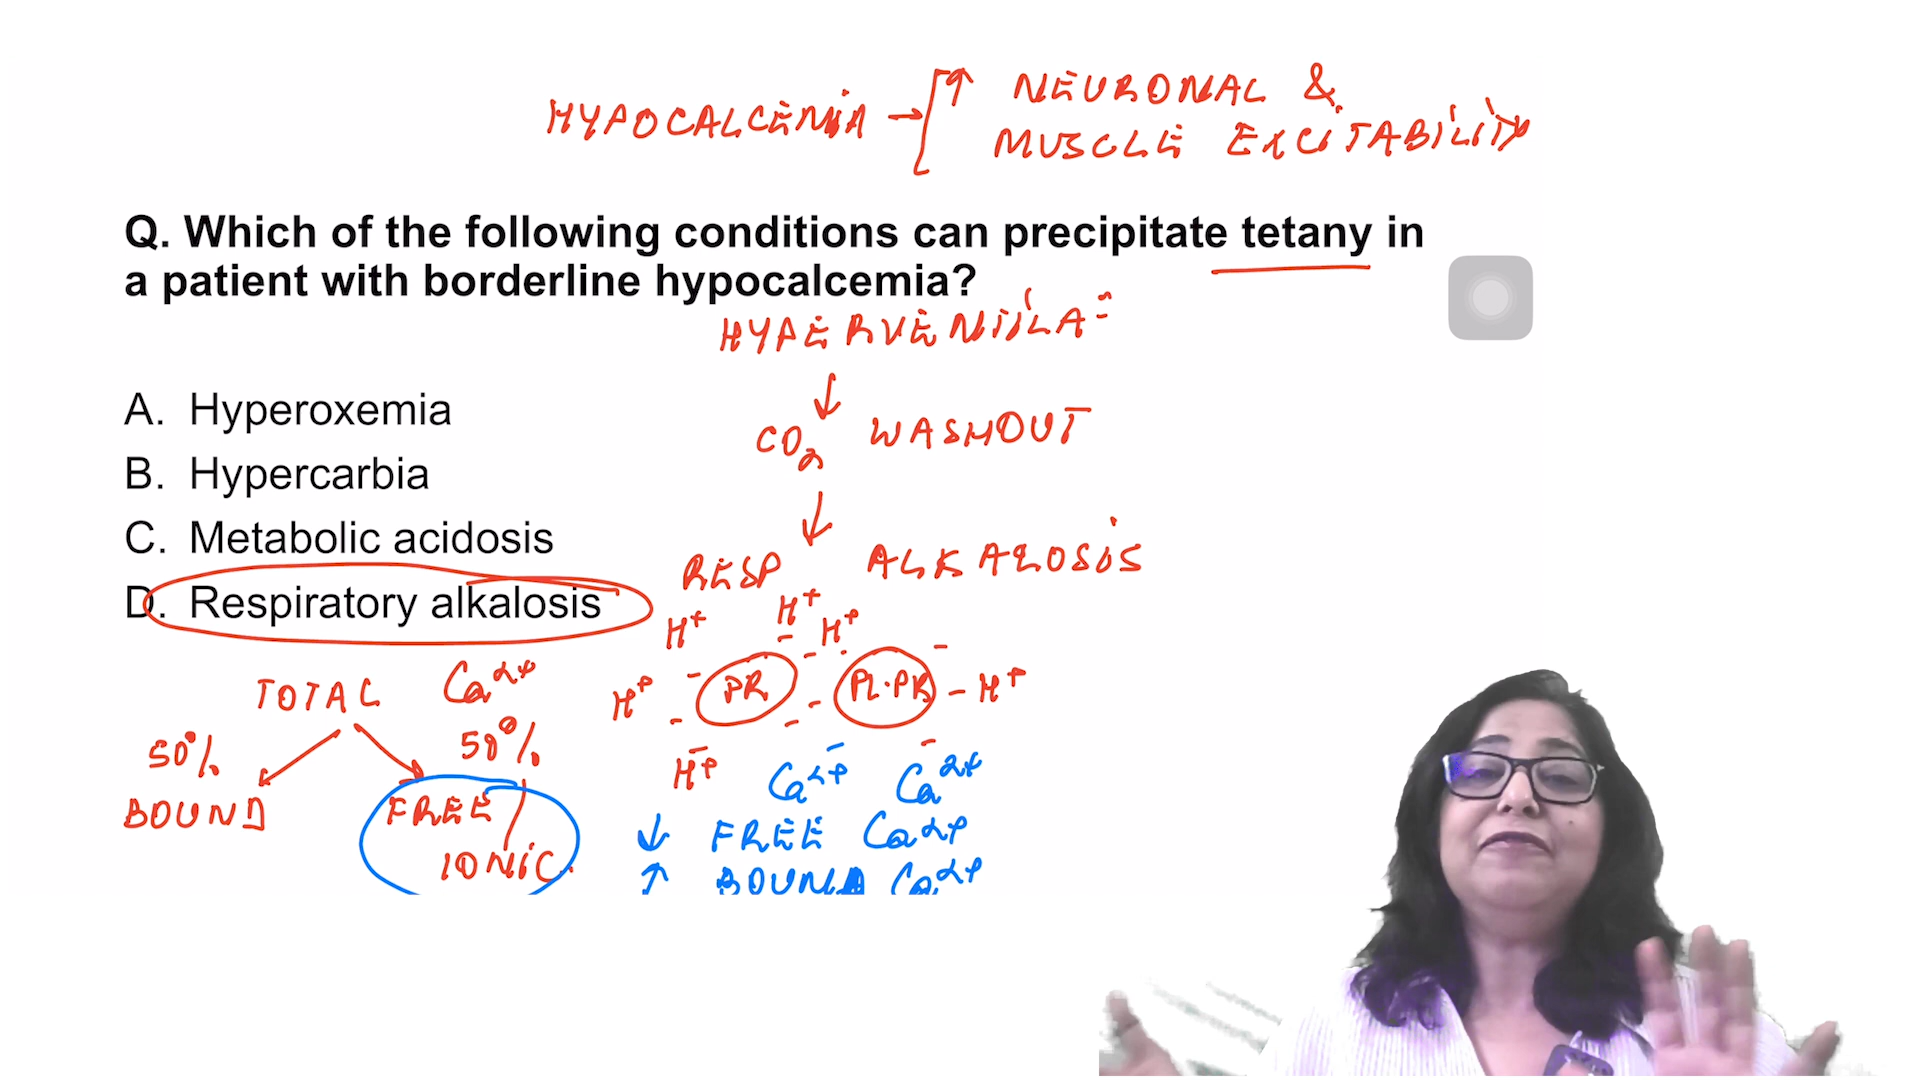 HYPOCALCEMIA → ↑ NEURONAL &
MUSCLE EXCITABILITY
Q. Which of the following conditions can precipitate tetany in
a patient with borderline hypocalcemia?
HYPERVENTILA
↓
A. Hyperoxemia
CO₂ WASHOUT
B. Hypercarbia
↓
C. Metabolic acidosis
RESP ALKALOSIS
D. Respiratory alkalosis
H⁺ H⁺ H⁺
TOTAL Ca²⁺
H⁺ PR PL.PR H⁺
50% 50%
H⁺ Ca²⁺ Ca²⁺
BOUND FREE
IONIC
↓ FREE Ca²⁺
↑ BOUND Ca²⁺